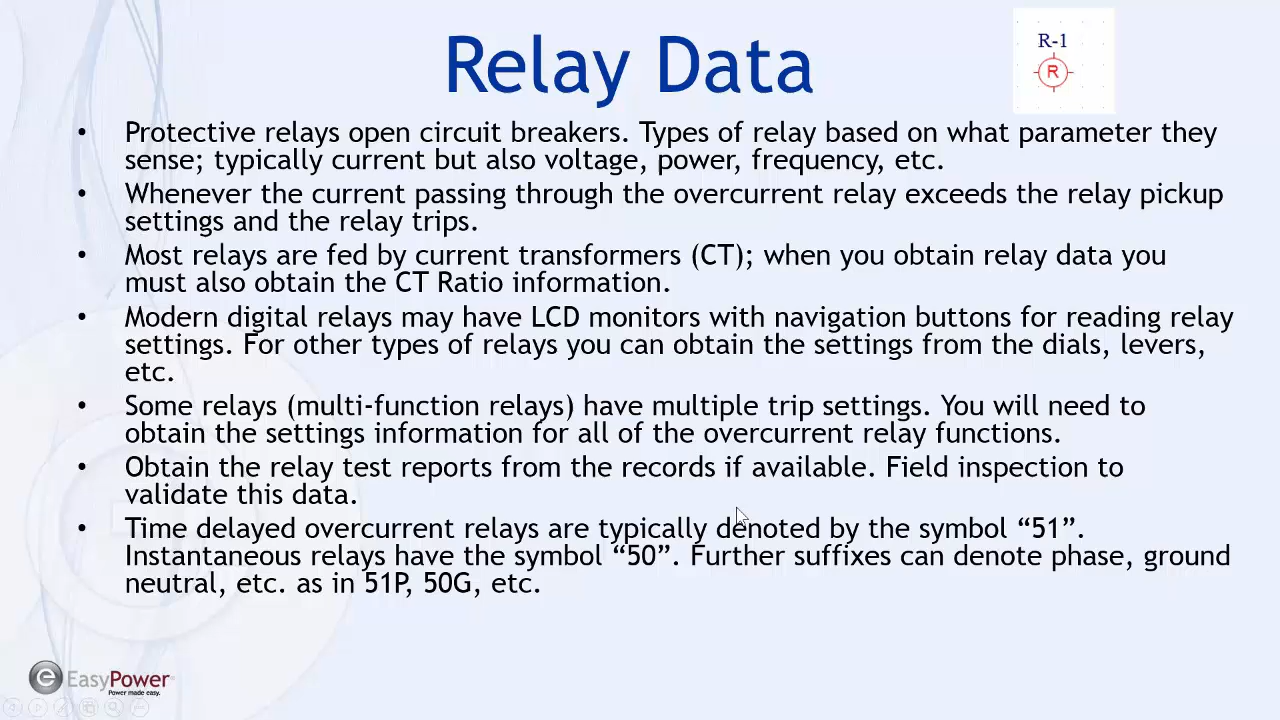 Relay Data
R-1
R
• Protective relays open circuit breakers. Types of relay based on what parameter they
sense; typically current but also voltage, power, frequency, etc.
• Whenever the current passing through the overcurrent relay exceeds the relay pickup
settings and the relay trips.
• Most relays are fed by current transformers (CT); when you obtain relay data you
must also obtain the CT Ratio information.
• Modern digital relays may have LCD monitors with navigation buttons for reading relay
settings. For other types of relays you can obtain the settings from the dials, levers,
etc.
• Some relays (multi-function relays) have multiple trip settings. You will need to
obtain the settings information for all of the overcurrent relay functions.
• Obtain the relay test reports from the records if available. Field inspection to
validate this data.
• Time delayed overcurrent relays are typically denoted by the symbol “51”.
Instantaneous relays have the symbol “50”. Further suffixes can denote phase, ground
neutral, etc. as in 51P, 50G, etc.
e EasyPower
Power made easy.